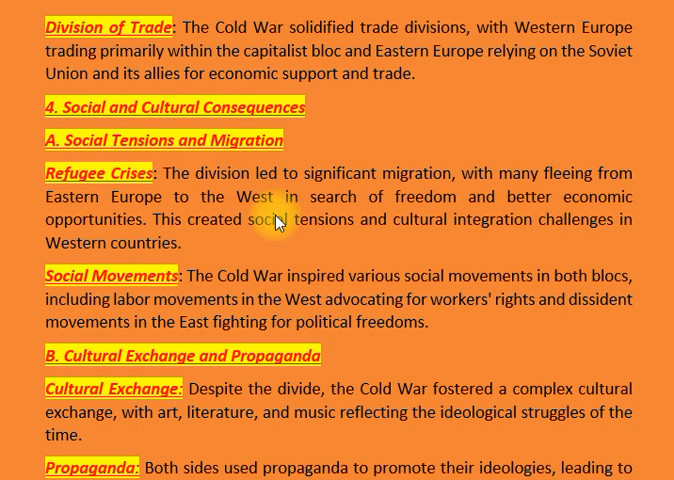 Division of Trade: The Cold War solidified trade divisions, with Western Europe
trading primarily within the capitalist bloc and Eastern Europe relying on the Soviet
Union and its allies for economic support and trade.
4. Social and Cultural Consequences
A. Social Tensions and Migration
Refugee Crises: The division led to significant migration, with many fleeing from
Eastern Europe to the West in search of freedom and better economic
opportunities. This created social tensions and cultural integration challenges in
Western countries.
Social Movements: The Cold War inspired various social movements in both blocs,
including labor movements in the West advocating for workers' rights and dissident
movements in the East fighting for political freedoms.
B. Cultural Exchange and Propaganda
Cultural Exchange: Despite the divide, the Cold War fostered a complex cultural
exchange, with art, literature, and music reflecting the ideological struggles of the
time.
Propaganda: Both sides used propaganda to promote their ideologies, leading to